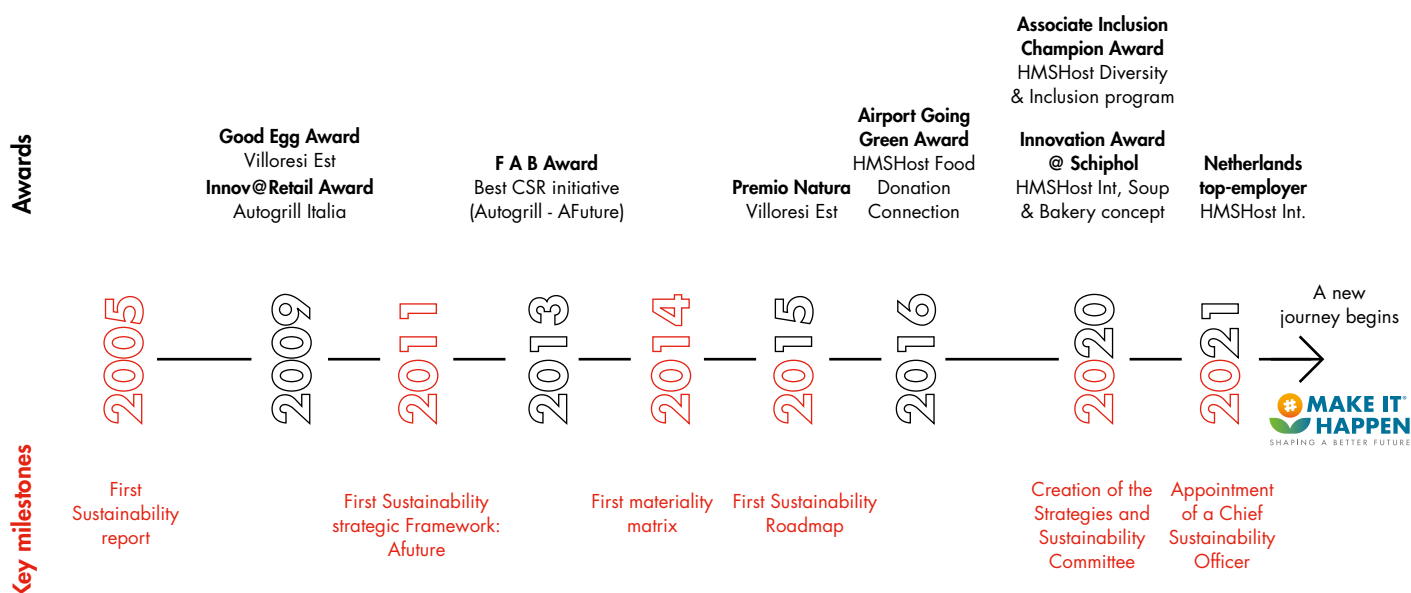 Awards
Associate Inclusion
Champion Award
HMSHost Diversity
& Inclusion program
Good Egg Award
Villoresi Est
Innov@Retail Award
Autogrill Italia
F A B Award
Best CSR initiative
(Autogrill - AFuture)
Premio Natura
Villoresi Est
Airport Going
Green Award
HMSHost Food
Donation
Connection
Innovation Award
@ Schiphol
HMSHost Int, Soup
& Bakery concept
Netherlands
top-employer
HMSHost Int.
2005
2009
2011
2013
2014
2015
2016
2020
2021
A new
journey begins
#MAKE IT®
HAPPEN
SHAPING A BETTER FUTURE
Key milestones
First
Sustainability
report
First Sustainability
strategic Framework:
Afuture
First materiality
matrix
First Sustainability
Roadmap
Creation of the
Strategies and
Sustainability
Committee
Appointment
of a Chief
Sustainability
Officer